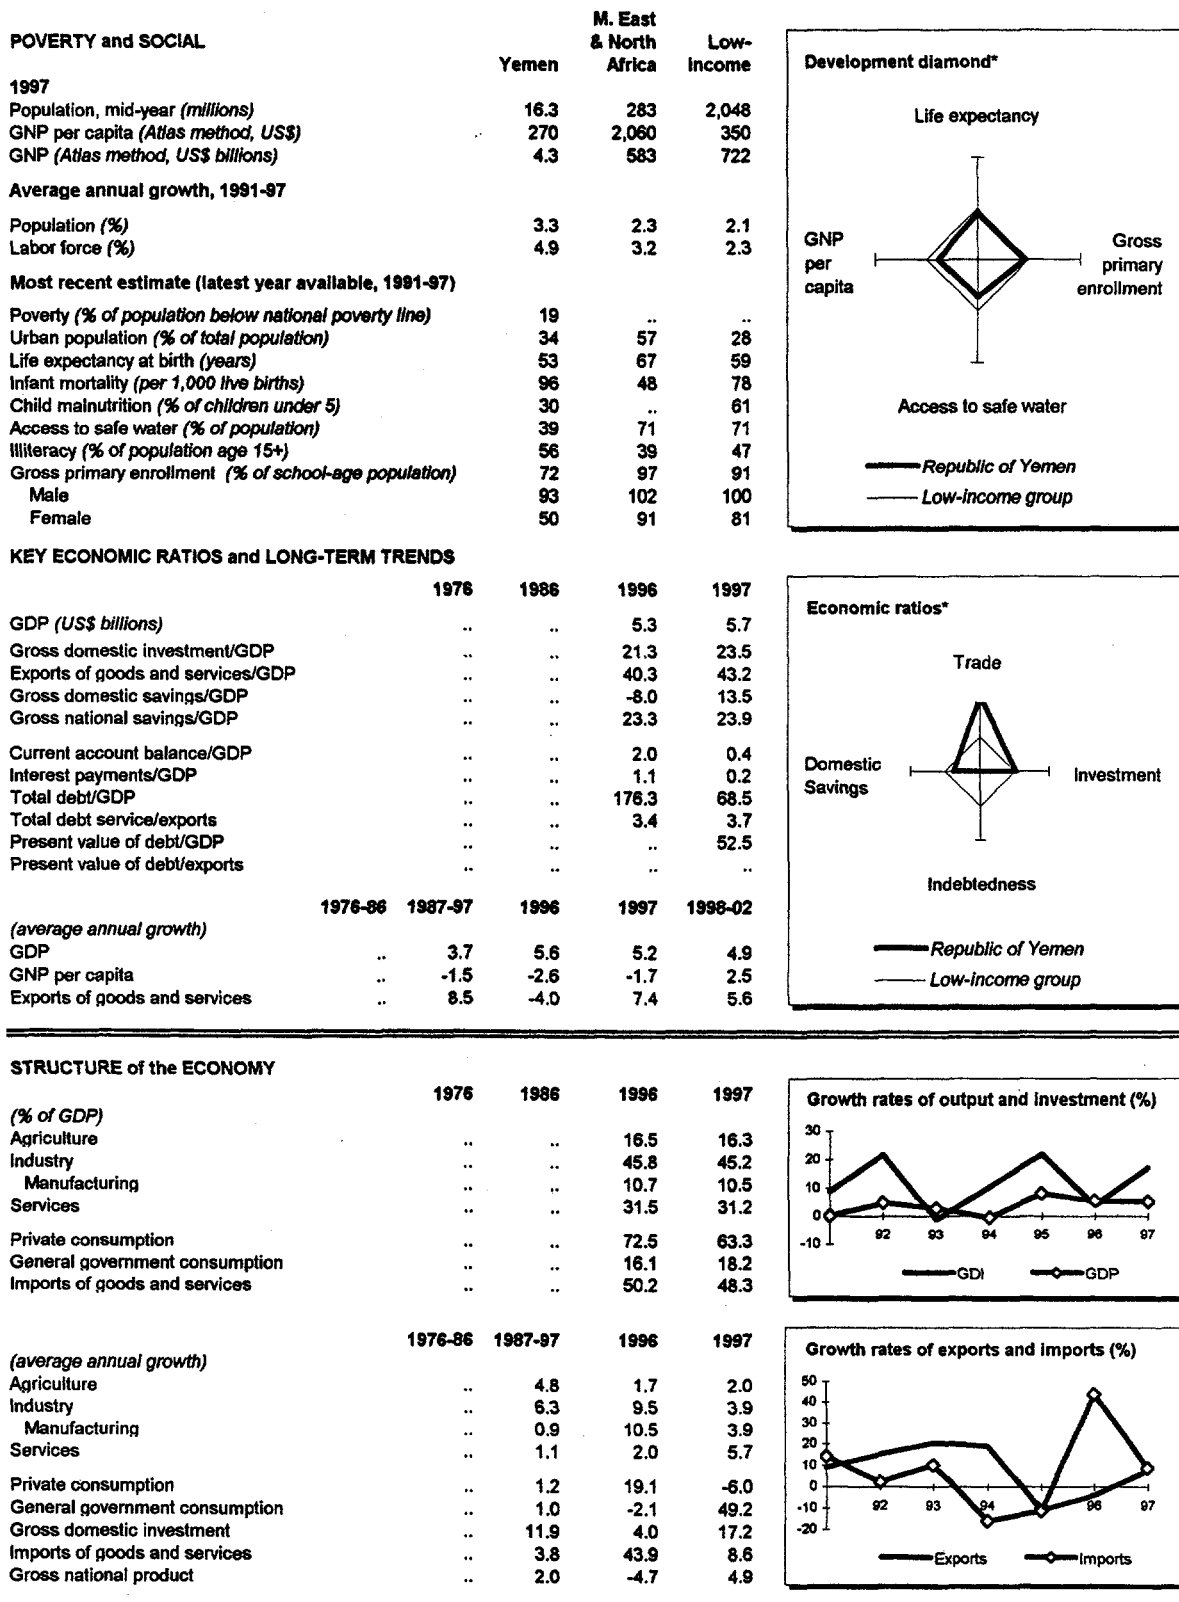 POVERTY and SOCIAL Yemen M. East & North Africa Low-income
1997
Population, mid-year (millions) 16.3 283 2,048
GNP per capita (Atlas method, US$) 270 2,060 350
GNP (Atlas method, US$ billions) 4.3 583 722
Average annual growth, 1991-97
Population (%) 3.3 2.3 2.1
Labor force (%) 4.9 3.2 2.3
Most recent estimate (latest year available, 1991-97)
Poverty (% of population below national poverty line) 19 .. ..
Urban population (% of total population) 34 57 28
Life expectancy at birth (years) 53 67 59
Infant mortality (per 1,000 live births) 96 48 78
Child malnutrition (% of children under 5) 30 .. 61
Access to safe water (% of population) 39 71 71
Illiteracy (% of population age 15+) 56 39 47
Gross primary enrollment (% of school-age population) 72 97 91
Male 93 102 100
Female 50 91 81
Development diamond*
Life expectancy
GNP per capita
Gross primary enrollment
Access to safe water
Republic of Yemen
Low-income group
KEY ECONOMIC RATIOS and LONG-TERM TRENDS
1976 1986 1996 1997
GDP (US$ billions) .. .. 5.3 5.7
Gross domestic investment/GDP .. .. 21.3 23.5
Exports of goods and services/GDP .. .. 40.3 43.2
Gross domestic savings/GDP .. .. -8.0 13.5
Gross national savings/GDP .. .. 23.3 23.9
Current account balance/GDP .. .. 2.0 0.4
Interest payments/GDP .. .. 1.1 0.2
Total debt/GDP .. .. 176.3 68.5
Total debt service/exports .. .. 3.4 3.7
Present value of debt/GDP .. .. .. 52.5
Present value of debt/exports .. .. .. ..
1976-86 1987-97 1996 1997 1998-02
(average annual growth)
GDP .. 3.7 5.6 5.2 4.9
GNP per capita .. -1.5 -2.6 -1.7 2.5
Exports of goods and services .. 8.5 -4.0 7.4 5.6
Economic ratios*
Trade
Domestic Savings
Investment
Indebtedness
Republic of Yemen
Low-income group
STRUCTURE of the ECONOMY
1976 1986 1996 1997
(% of GDP)
Agriculture .. .. 16.5 16.3
Industry .. .. 45.8 45.2
Manufacturing .. .. 10.7 10.5
Services .. .. 31.5 31.2
Private consumption .. .. 72.5 63.3
General government consumption .. .. 16.1 18.2
Imports of goods and services .. .. 50.2 48.3
Growth rates of output and investment (%)
30
20
10
0
-10
92 93 94 95 96 97
GDI GDP
1976-86 1987-97 1996 1997
(average annual growth)
Agriculture .. 4.8 1.7 2.0
Industry .. 6.3 9.5 3.9
Manufacturing .. 0.9 10.5 3.9
Services .. 1.1 2.0 5.7
Private consumption .. 1.2 19.1 -6.0
General government consumption .. 1.0 -2.1 49.2
Gross domestic investment .. 11.9 4.0 17.2
Imports of goods and services .. 3.8 43.9 8.6
Gross national product .. 2.0 -4.7 4.9
Growth rates of exports and imports (%)
50
40
30
20
10
0
-10
-20
92 93 94 95 96 97
Exports Imports